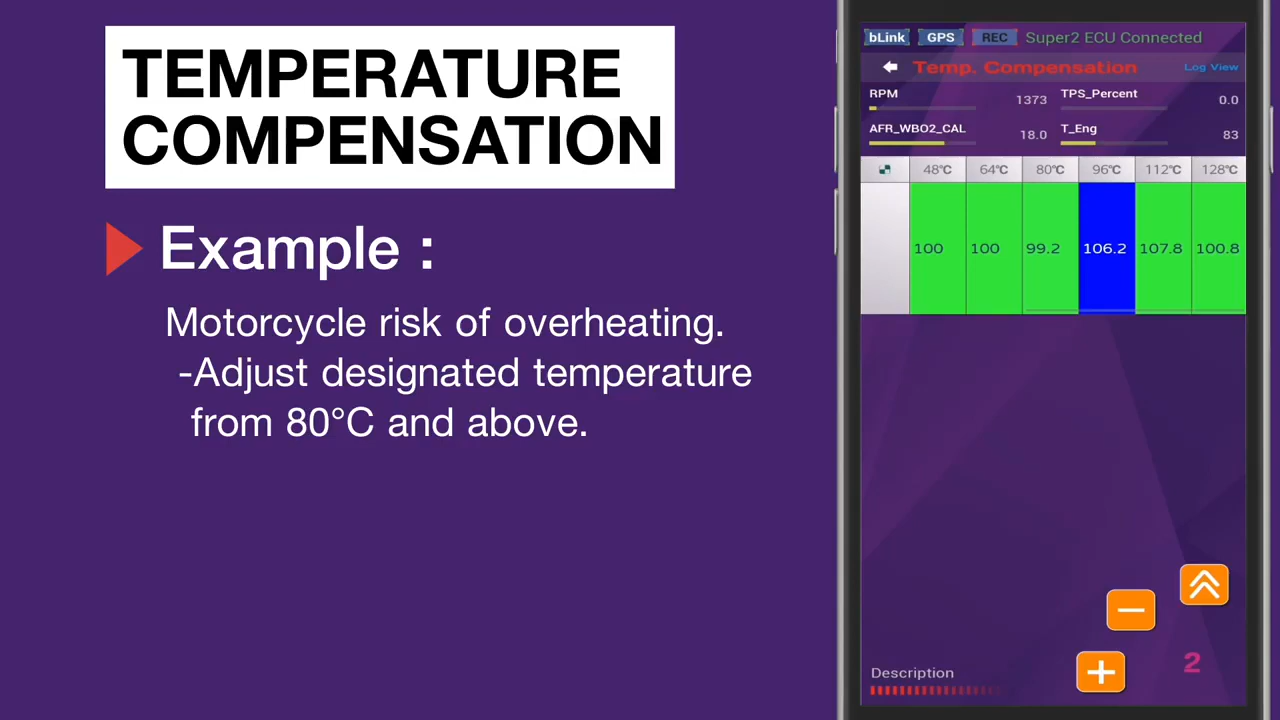 TEMPERATURE
COMPENSATION
Example :
Motorcycle risk of overheating.
-Adjust designated temperature
from 80°C and above.
bLink GPS REC Super2 ECU Connected
Temp. Compensation Log View
RPM 1373 TPS_Percent 0.0
AFR_WBO2_CAL 18.0 T_Eng 83
48℃ 64℃ 80℃ 96℃ 112℃ 128℃
100 100 99.2 106.2 107.8 100.8
2
Description